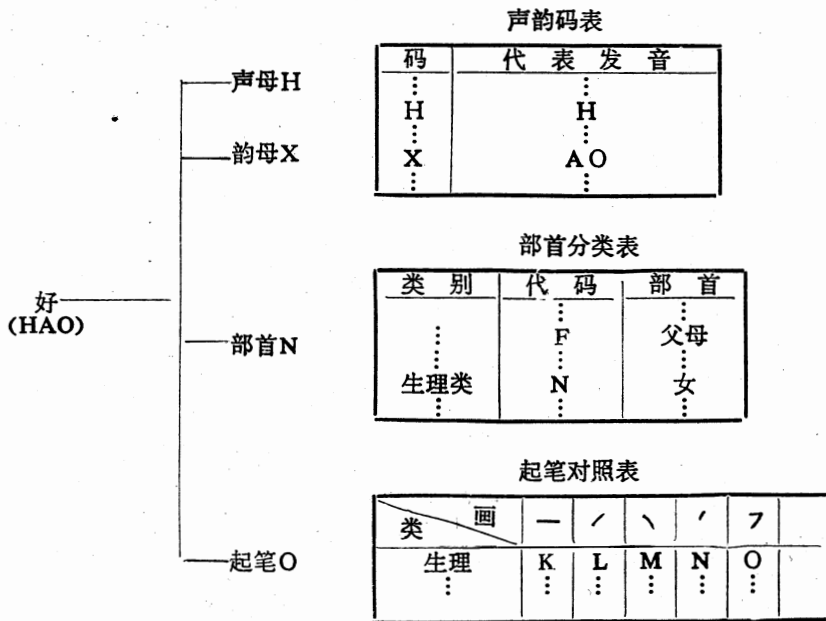 声韵码表
码 代表发音
声母H
H H
韵母X
X AO
部首分类表
类别 代码 部首
好
(HAO)
F 父母
部首N
生理类 N 女
起笔对照表
类 画 一 ㇒ ㇏ ′ フ
起笔O
生理 K L M N O